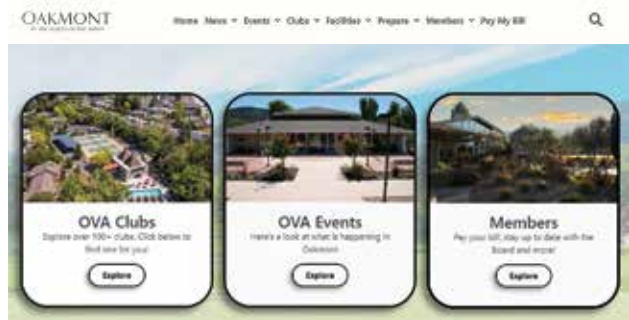 OAKMONT
Home News Events Clubs Facilities Prepare Members Pay My Bill
OVA Clubs
Explore over 100+ clubs. Click below to
find one for you!
Explore
OVA Events
Here's a look at what is happening in
Oakmont
Explore
Members
Pay your bill, stay up to date with the
Board and more!
Explore